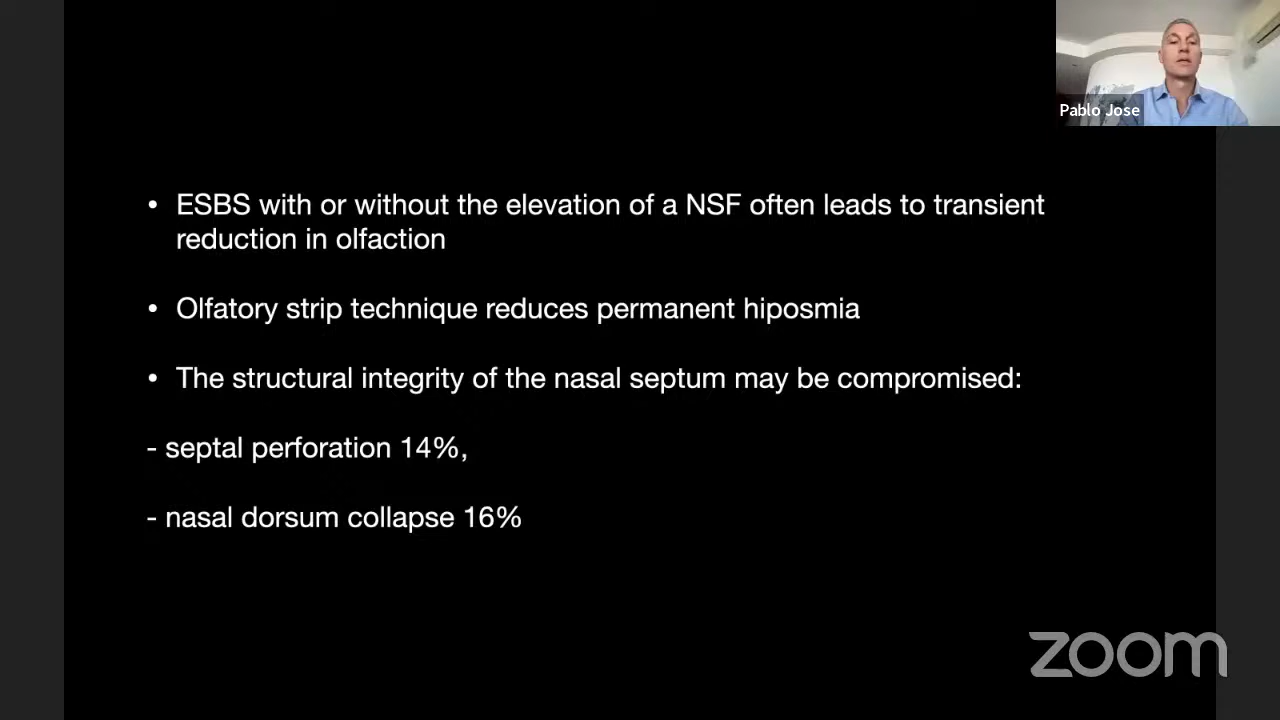 Pablo Jose
• ESBS with or without the elevation of a NSF often leads to transient
reduction in olfaction
• Olfatory strip technique reduces permanent hiposmia
• The structural integrity of the nasal septum may be compromised:
- septal perforation 14%,
- nasal dorsum collapse 16%
zoom